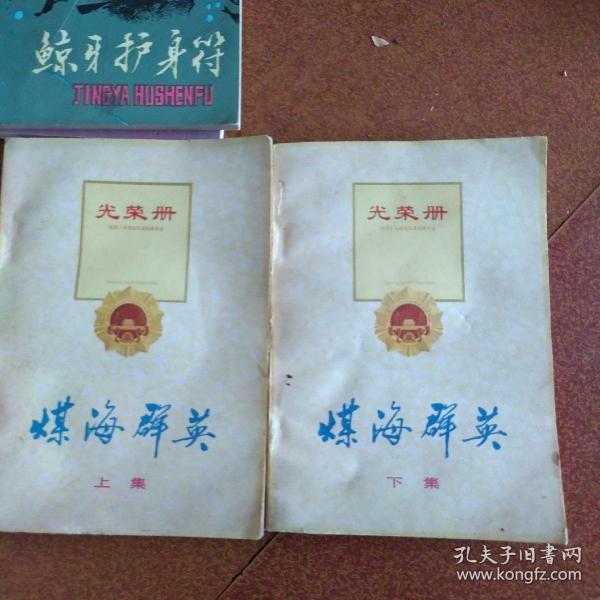 鲸牙护身符
JINGYA HUSHENFU
光荣册
煤海群英
上集
光荣册
煤海群英
下集
孔夫子旧书网
www.kongfz.com